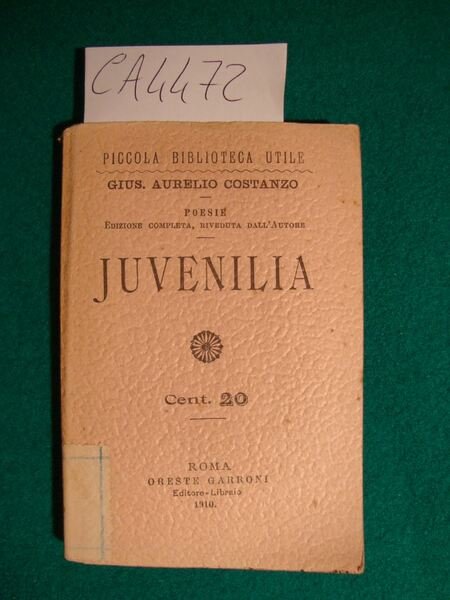 CA4472
PICCOLA BIBLIOTECA UTILE
GIUS. AURELIO COSTANZO
POESIE
EDIZIONE COMPLETA, RIVEDUTA DALL'AUTORE
JUVENILIA
Cent. 20
ROMA
ORESTE GARRONI
Editore-Libraio
1910.